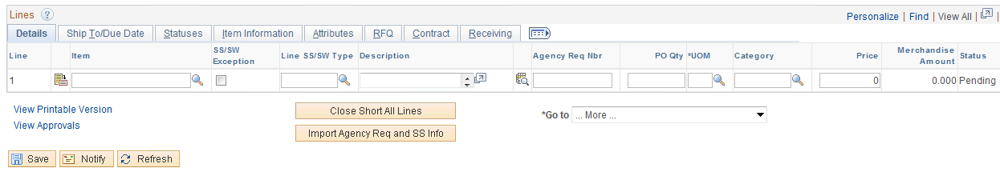 Lines ?
Personalize | Find | View All | |
Details Ship To/Due Date Statuses Item Information Attributes RFQ Contract Receiving
Line Item SS/SW Exception Line SS/SW Type Description Agency Req Nbr PO Qty *UOM Category Price Merchandise Amount Status
1 0 0.000 Pending
View Printable Version Close Short All Lines *Go to ... More ...
View Approvals Import Agency Req and SS Info
Save Notify Refresh